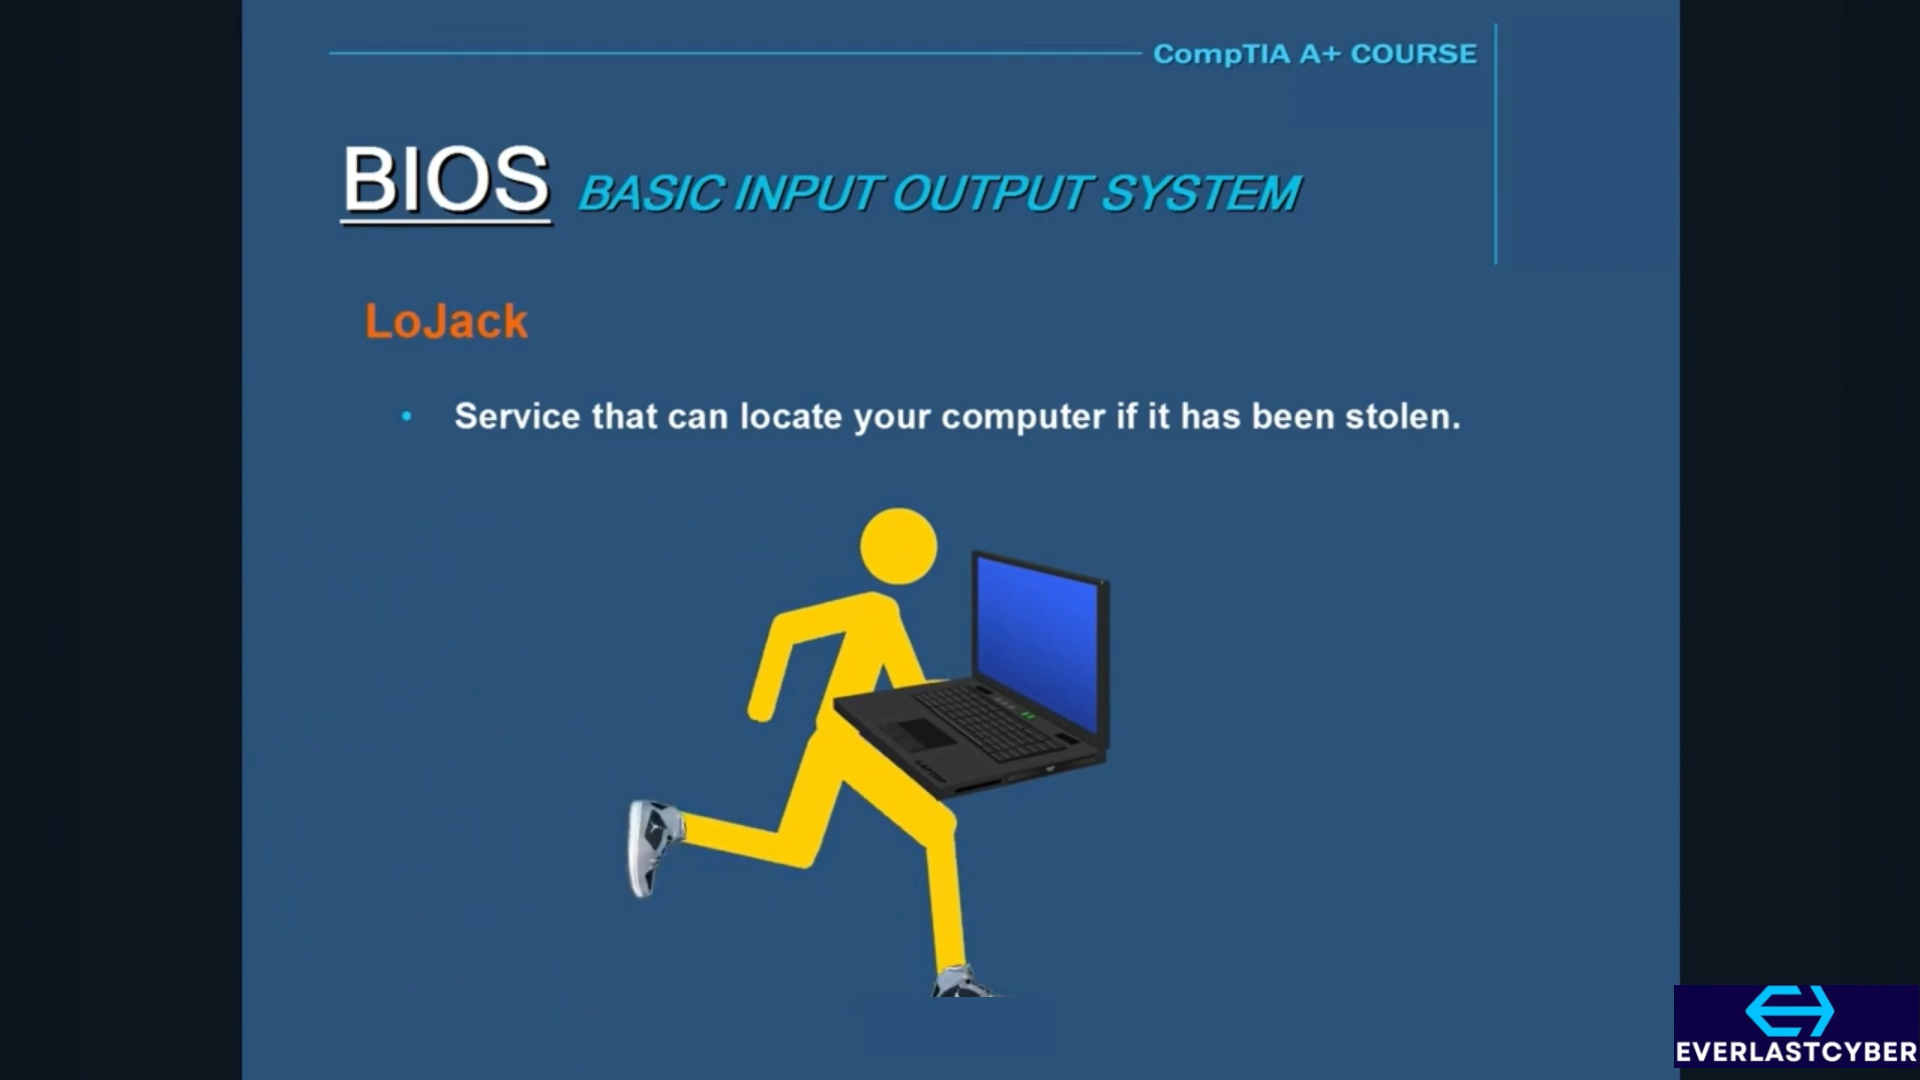 CompTIA A+ COURSE
BIOS BASIC INPUT OUTPUT SYSTEM
LoJack
• Service that can locate your computer if it has been stolen.
EVERLASTCYBER